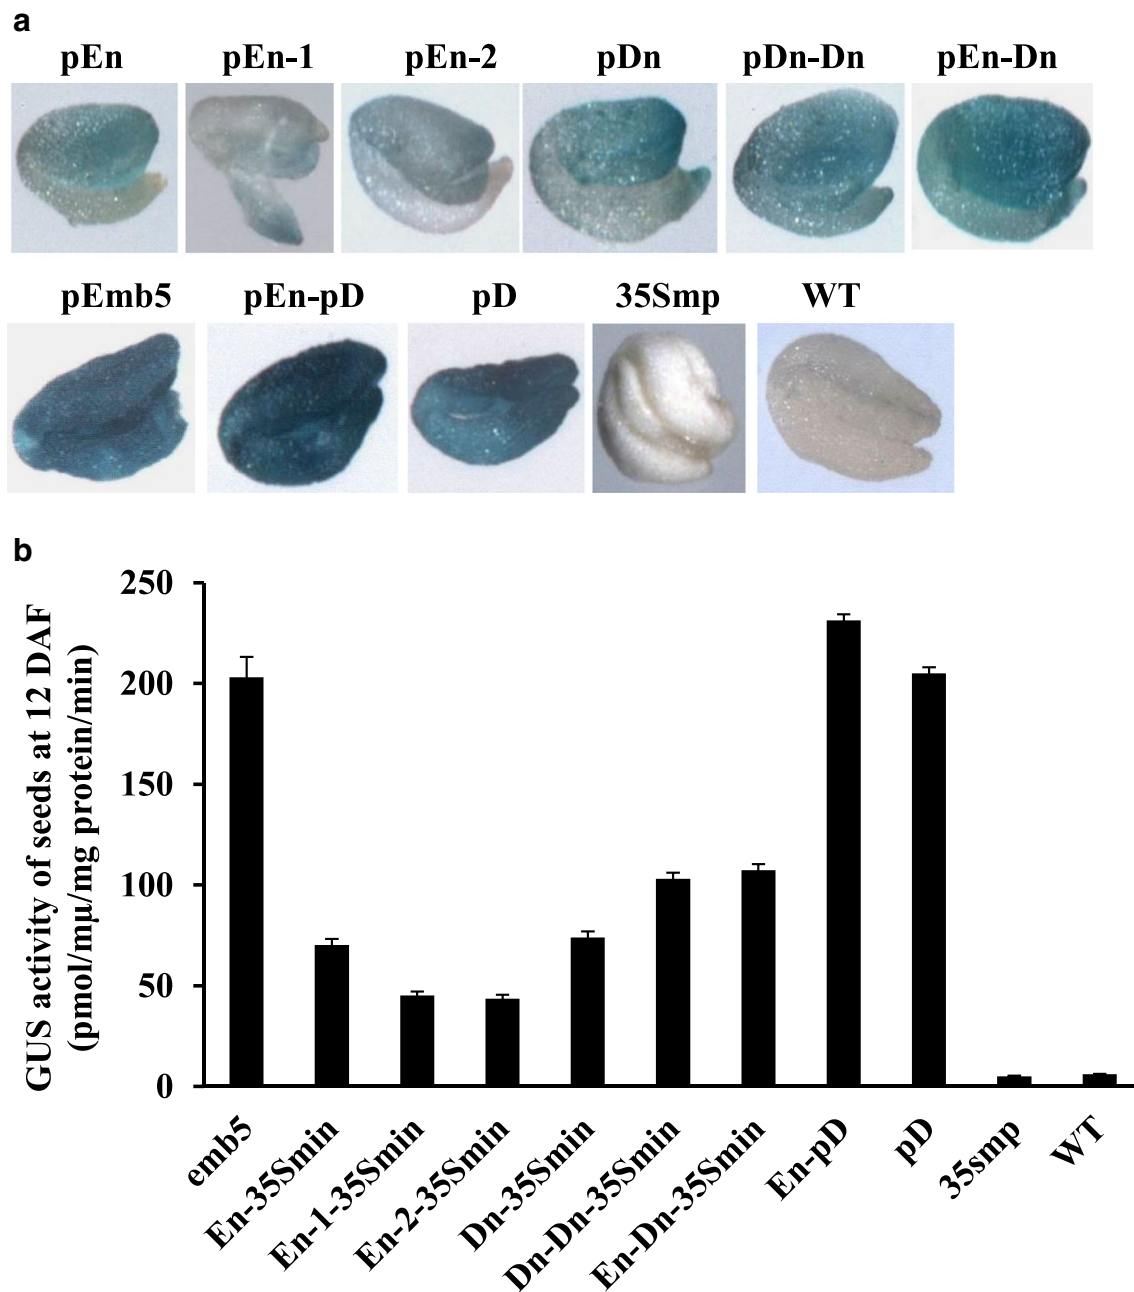 a
pEn pEn-1 pEn-2 pDn pDn-Dn pEn-Dn
pEmb5 pEn-pD pD 35Smp WT
b
GUS activity of seeds at 12 DAF
(pmol/mμ/mg protein/min)
250
200
150
100
50
0
emb5
En-35Smin
En-1-35Smin
En-2-35Smin
Dn-35Smin
Dn-Dn-35Smin
En-Dn-35Smin
En-pD
pD
35smp
WT